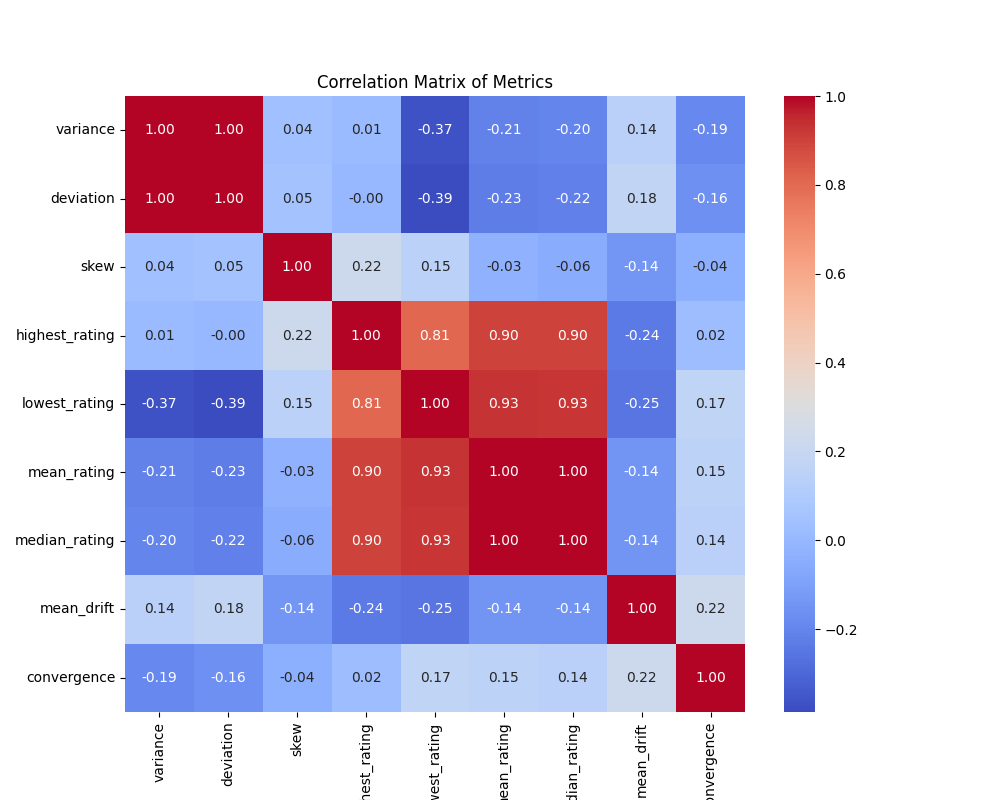 Correlation Matrix of Metrics
variance 1.00 1.00 0.04 0.01 -0.37 -0.21 -0.20 0.14 -0.19
deviation 1.00 1.00 0.05 -0.00 -0.39 -0.23 -0.22 0.18 -0.16
skew 0.04 0.05 1.00 0.22 0.15 -0.03 -0.06 -0.14 -0.04
highest_rating 0.01 -0.00 0.22 1.00 0.81 0.90 0.90 -0.24 0.02
lowest_rating -0.37 -0.39 0.15 0.81 1.00 0.93 0.93 -0.25 0.17
mean_rating -0.21 -0.23 -0.03 0.90 0.93 1.00 1.00 -0.14 0.15
median_rating -0.20 -0.22 -0.06 0.90 0.93 1.00 1.00 -0.14 0.14
mean_drift 0.14 0.18 -0.14 -0.24 -0.25 -0.14 -0.14 1.00 0.22
convergence -0.19 -0.16 -0.04 0.02 0.17 0.15 0.14 0.22 1.00
variance
deviation
skew
hest_rating
west_rating
ean_rating
dian_rating
mean_drift
onvergence
1.0
0.8
0.6
0.4
0.2
0.0
−0.2